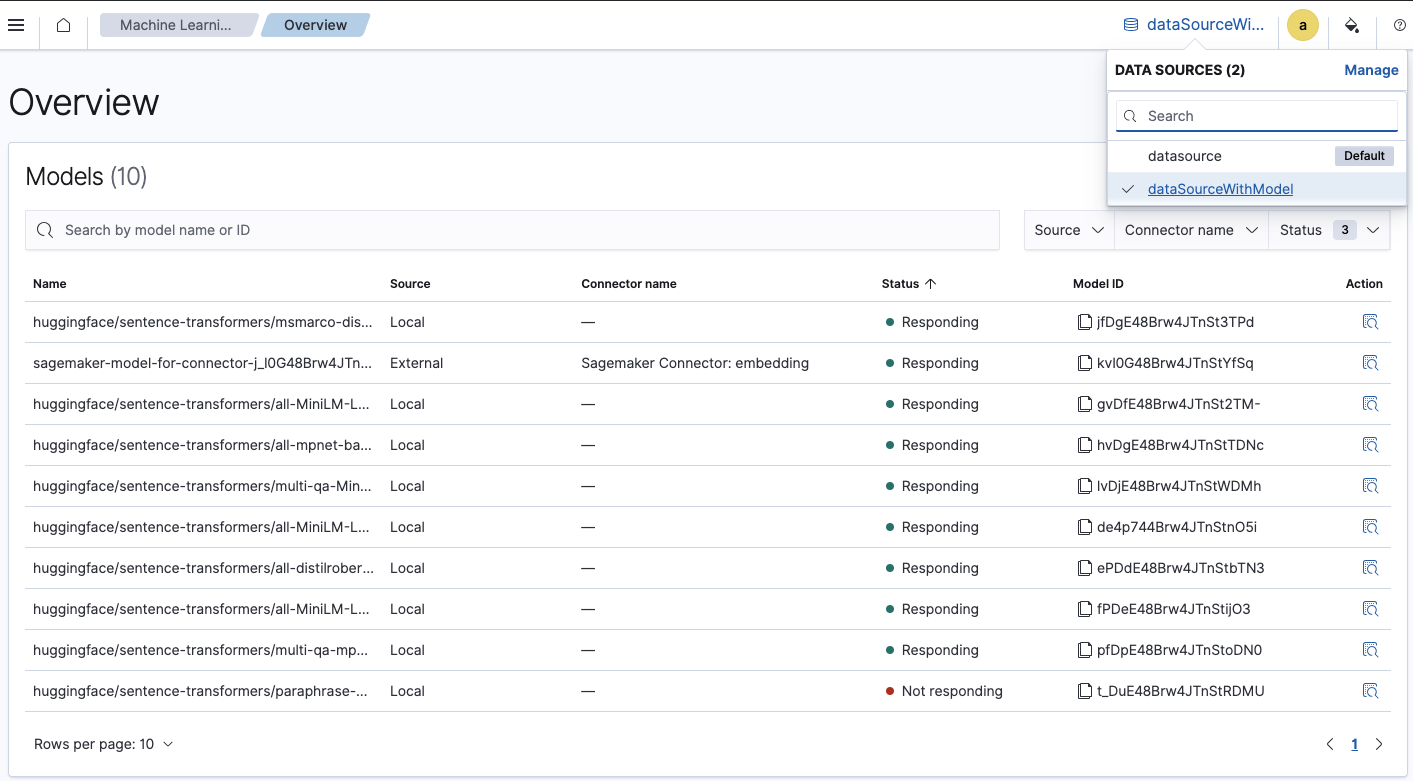 Machine Learni... Overview dataSourceWi... a
DATA SOURCES (2) Manage
Search
datasource Default
dataSourceWithModel
Overview
Models (10)
Search by model name or ID Source Connector name Status 3
Name Source Connector name Status Model ID Action
huggingface/sentence-transformers/msmarco-dis... Local — Responding jfDgE48Brw4JTnSt3TPd
sagemaker-model-for-connector-j_l0G48Brw4JTn... External Sagemaker Connector: embedding Responding kvl0G48Brw4JTnStYfSq
huggingface/sentence-transformers/all-MiniLM-L... Local — Responding gvDfE48Brw4JTnSt2TM-
huggingface/sentence-transformers/all-mpnet-ba... Local — Responding hvDgE48Brw4JTnStTDNc
huggingface/sentence-transformers/multi-qa-Min... Local — Responding lvDjE48Brw4JTnStWDMh
huggingface/sentence-transformers/all-MiniLM-L... Local — Responding de4p744Brw4JTnStnO5i
huggingface/sentence-transformers/all-distilrober... Local — Responding ePDdE48Brw4JTnStbTN3
huggingface/sentence-transformers/all-MiniLM-L... Local — Responding fPDeE48Brw4JTnStijO3
huggingface/sentence-transformers/multi-qa-mp... Local — Responding pfDpE48Brw4JTnStoDN0
huggingface/sentence-transformers/paraphrase-... Local — Not responding t_DuE48Brw4JTnStRDMU
Rows per page: 10 1